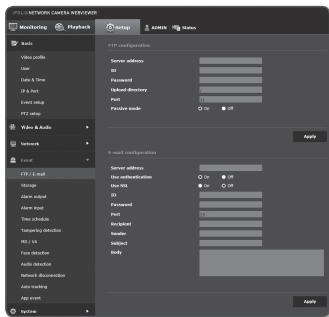 iPOLiS NETWORK CAMERA WEBVIEWER
Monitoring
Playback
Setup
ADMIN
Status
Basic
Video profile
User
Date & Time
IP & Port
Event setup
PTZ setup
Video & Audio
Network
Event
FTP / E-mail
Storage
Alarm output
Alarm input
Time schedule
Tampering detection
MD / VA
Face detection
Audio detection
Network disconnection
Auto tracking
App event
System
FTP configuration
Server address
ID
Password
Upload directory
Port
Passive mode
On
Off
Apply
E-mail configuration
Server address
Use authentication
On
Off
Use SSL
On
Off
ID
Password
Port
Recipient
Sender
Subject
Body
Apply